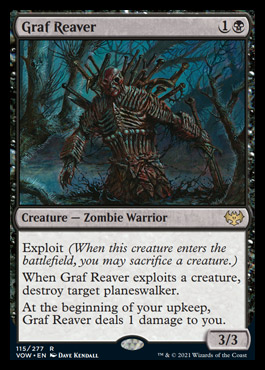 Graf Reaver 1
Creature — Zombie Warrior
Exploit (When this creature enters the
battlefield, you may sacrifice a creature.)
When Graf Reaver exploits a creature,
destroy target planeswalker.
At the beginning of your upkeep,
Graf Reaver deals 1 damage to you.
3/3
115/277 R
VOW • EN Dave Kendall
™ & © 2021 Wizards of the Coast